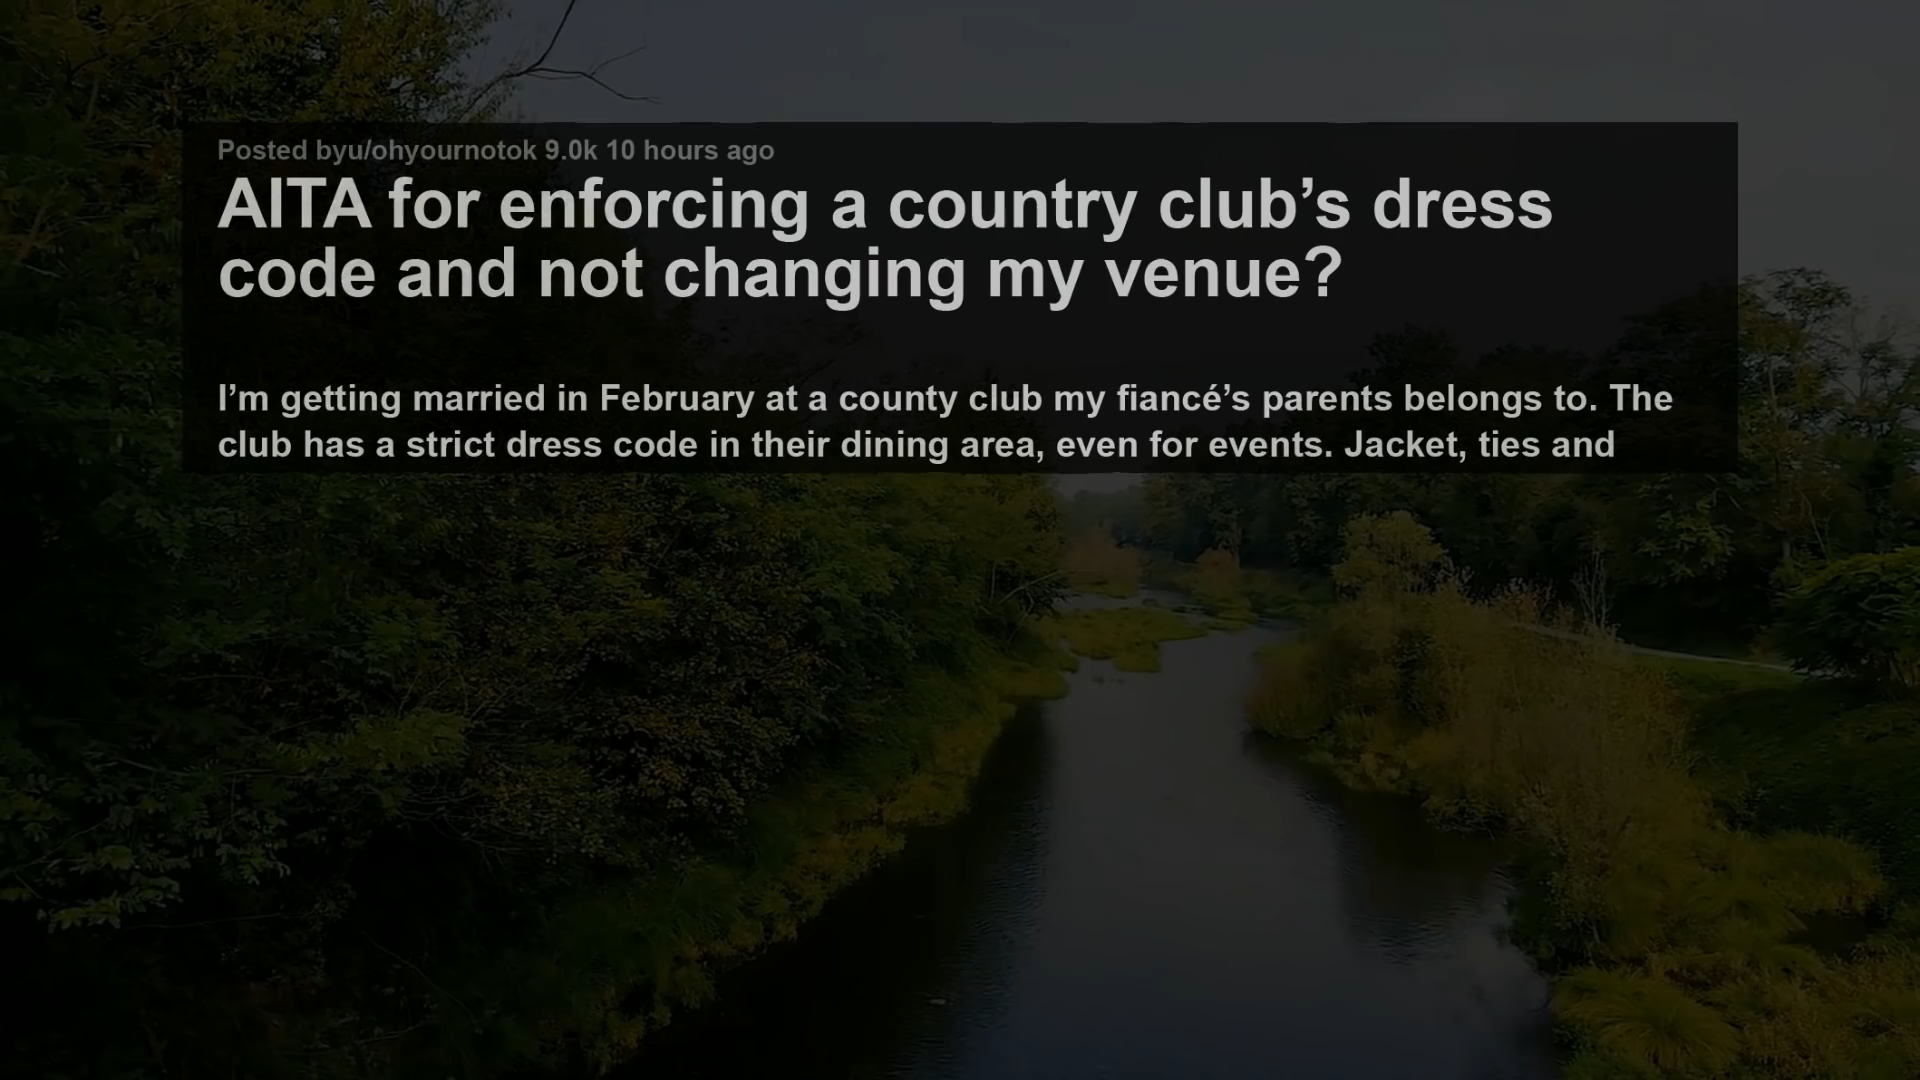 Posted byu/ohyournotok 9.0k 10 hours ago
AITA for enforcing a country club’s dress
code and not changing my venue?
I’m getting married in February at a county club my fiancé’s parents belongs to. The
club has a strict dress code in their dining area, even for events. Jacket, ties and